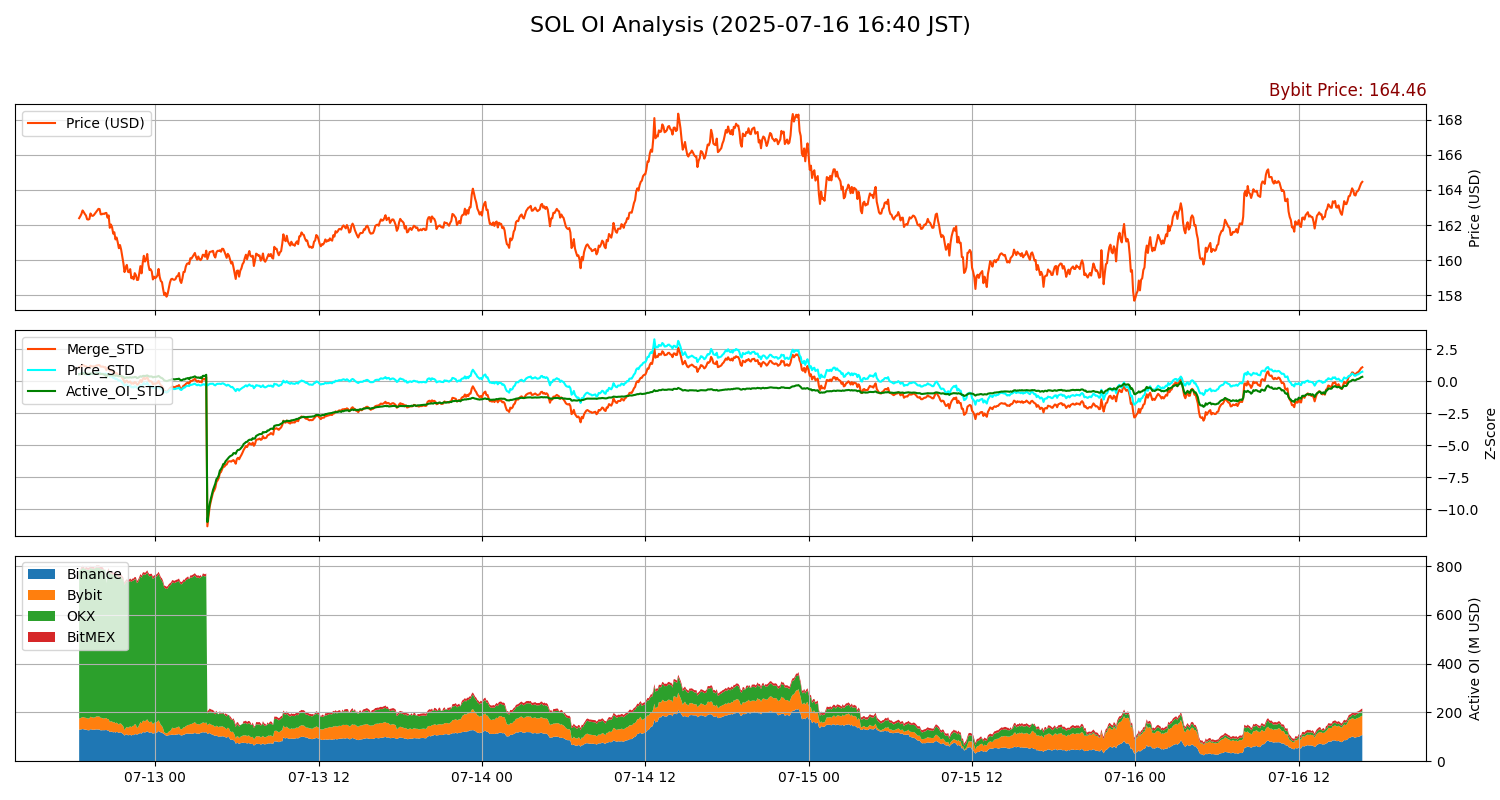 SOL OI Analysis (2025-07-16 16:40 JST)
Bybit Price: 164.46
Price (USD)
168
166
164
162
160
158
Price (USD)
Merge_STD
Price_STD
Active_OI_STD
2.5
0.0
−2.5
−5.0
−7.5
−10.0
Z-Score
Binance
Bybit
OKX
BitMEX
800
600
400
200
0
Active OI (M USD)
07-13 00
07-13 12
07-14 00
07-14 12
07-15 00
07-15 12
07-16 00
07-16 12